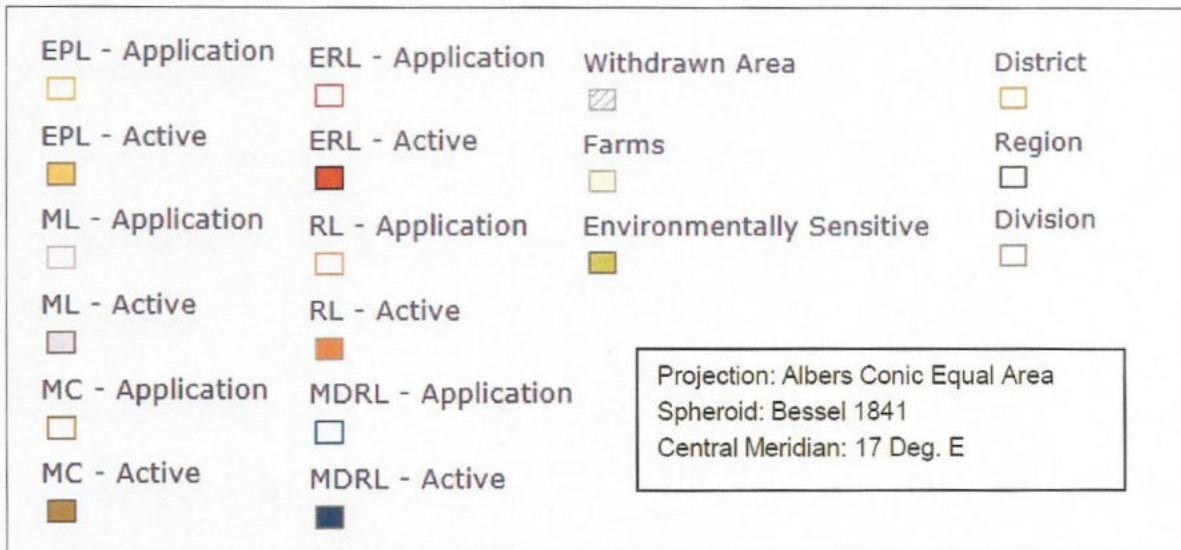 EPL - Application
EPL - Active
ML - Application
ML - Active
MC - Application
MC - Active
ERL - Application
ERL - Active
RL - Application
RL - Active
MDRL - Application
MDRL - Active
Withdrawn Area
Farms
Environmentally Sensitive
District
Region
Division
Projection: Albers Conic Equal Area
Spheroid: Bessel 1841
Central Meridian: 17 Deg. E